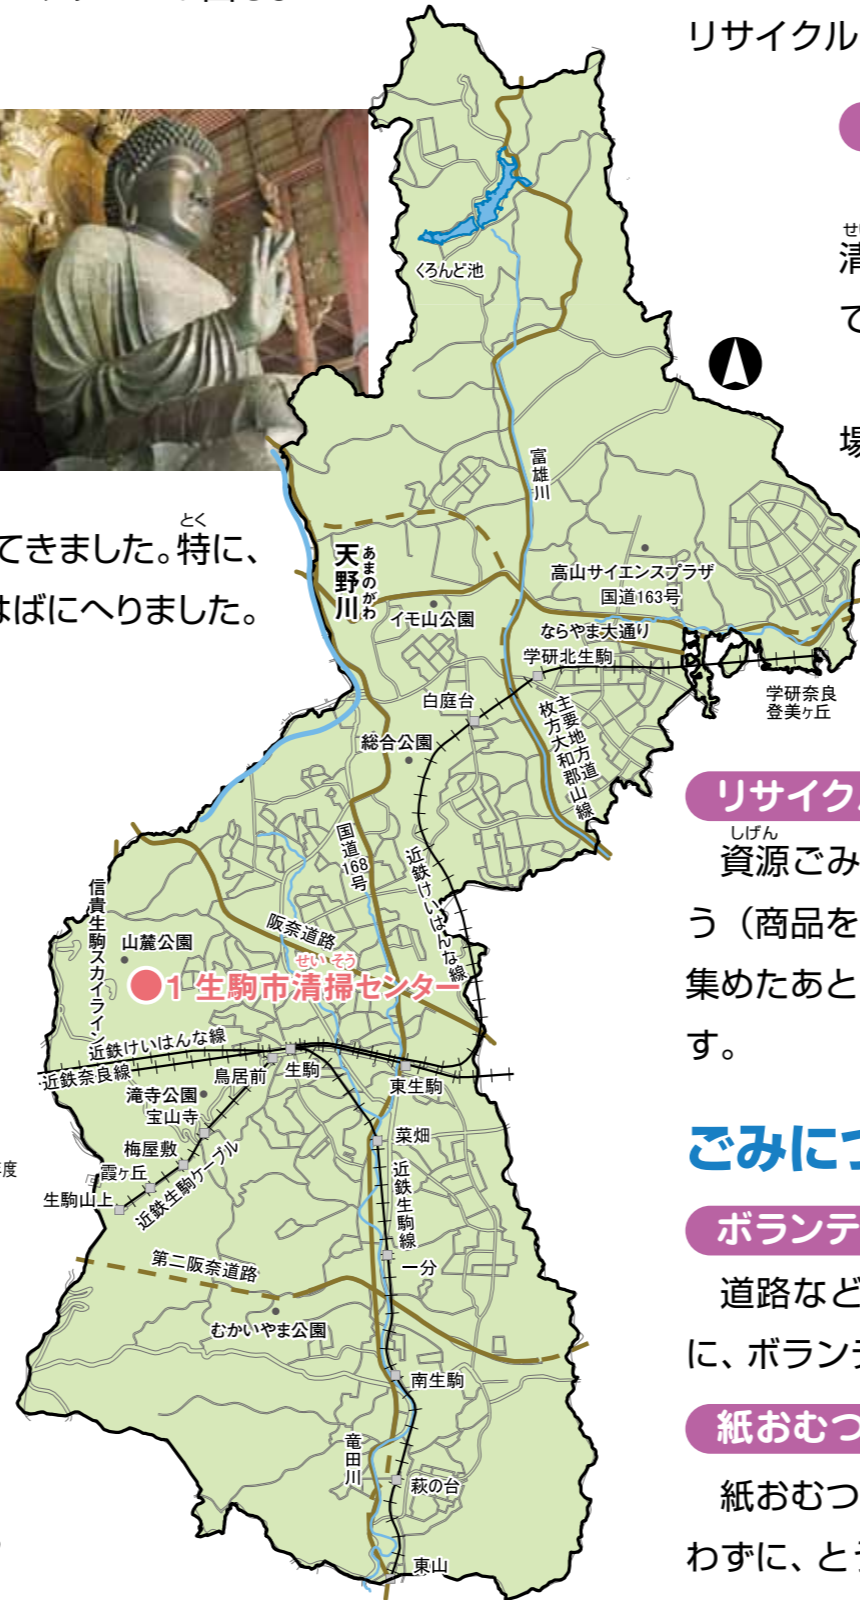 リサイクル
清
て
場
とく
てきました。特に、
はばにへりました。
くろんど池
富雄川
あまのがわ
天野川
高山サイエンスプラザ
国道163号
イモ山公園
ならやま大通り
学研北生駒
学研奈良
登美ヶ丘
白庭台
主要地方道
枚方大和郡山線
総合公園
国道168号
近鉄けいはんな線
信貴生駒スカイライン
阪奈道路
山麓公園
せいそう
1 生駒市清掃センター
近鉄けいはんな線
近鉄奈良線
鳥居前
生駒
東生駒
滝寺公園
宝山寺
菜畑
梅屋敷
霞ヶ丘
生駒山上
近鉄生駒ケーブル
近鉄生駒線
一分
第二阪奈道路
むかいやま公園
南生駒
竜田川
萩の台
東山
度
リサイク
しげん
資源ごみ
う（商品を
集めたあと
す。
ごみに
ボランテ
道路など
に、ボランテ
紙おむつ
紙おむつ
わずに、と